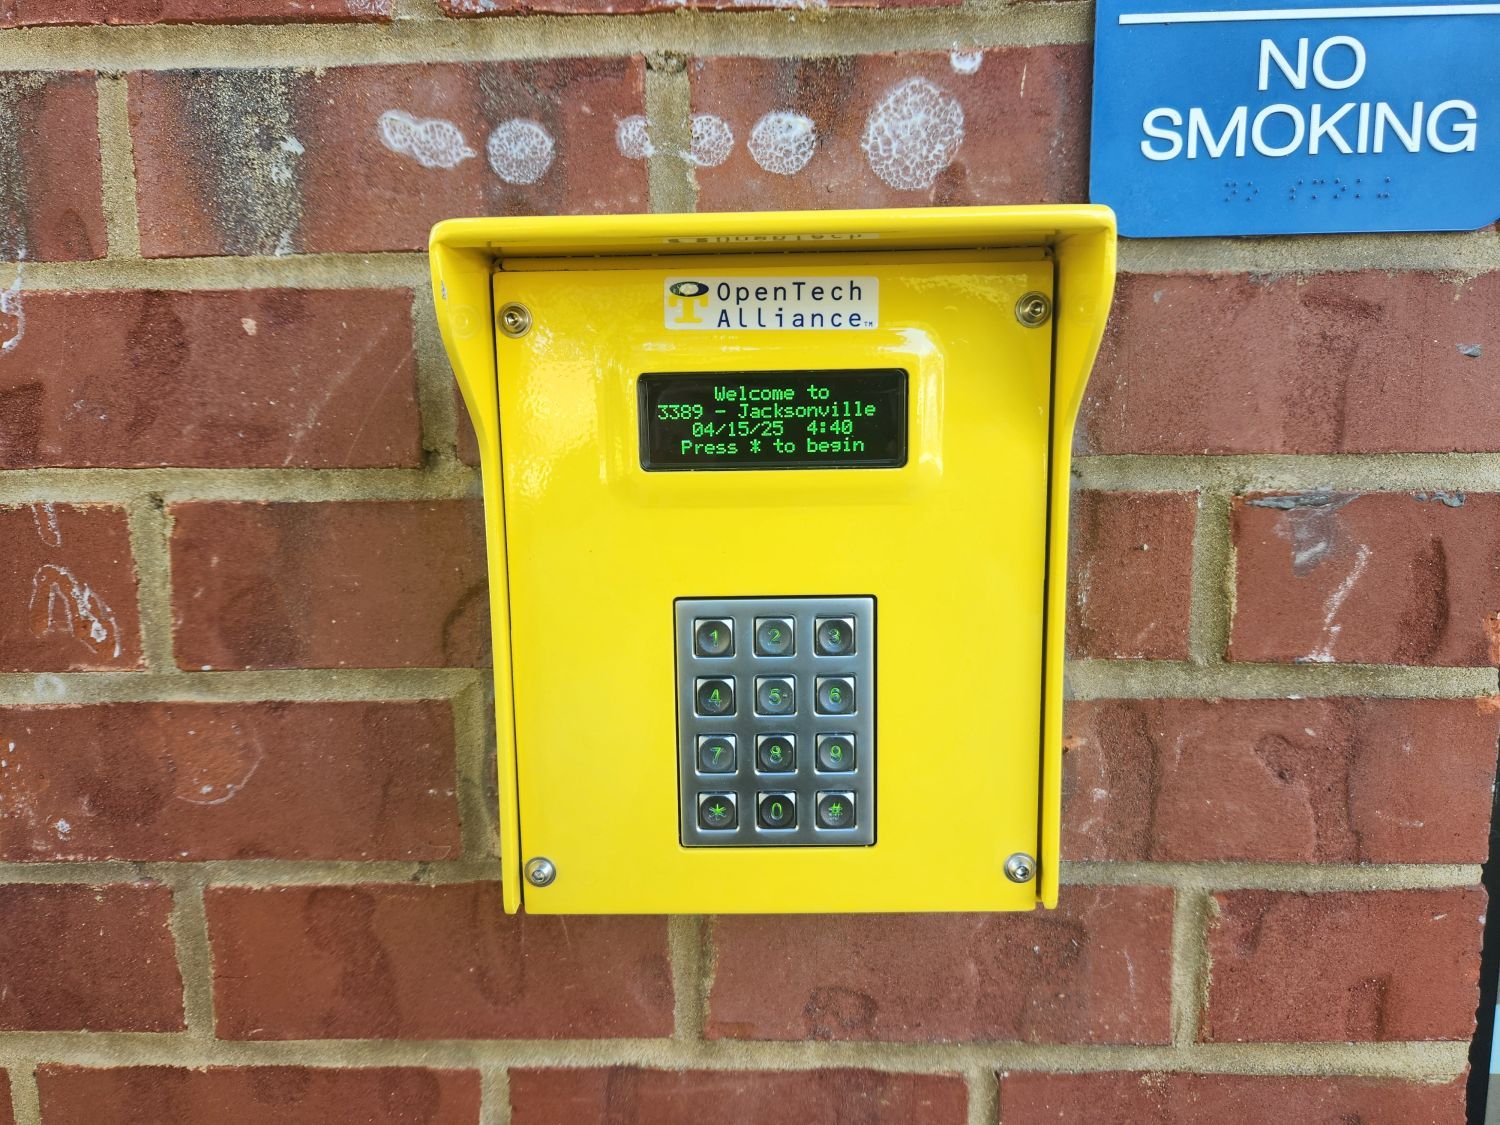 NO
SMOKING
OpenTech
Alliance™
Welcome to
3389 - Jacksonville
04/15/25 4:40
Press * to begin
1 2 3
4 5 6
7 8 9
* 0 #